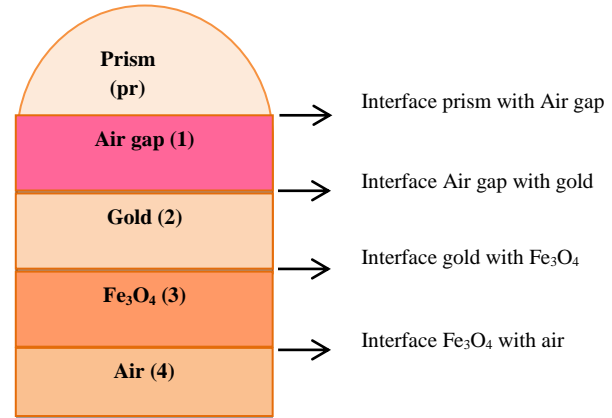 Prism
(pr)
Interface prism with Air gap
Air gap (1)
Interface Air gap with gold
Gold (2)
Interface gold with Fe₃O₄
Fe₃O₄ (3)
Interface Fe₃O₄ with air
Air (4)